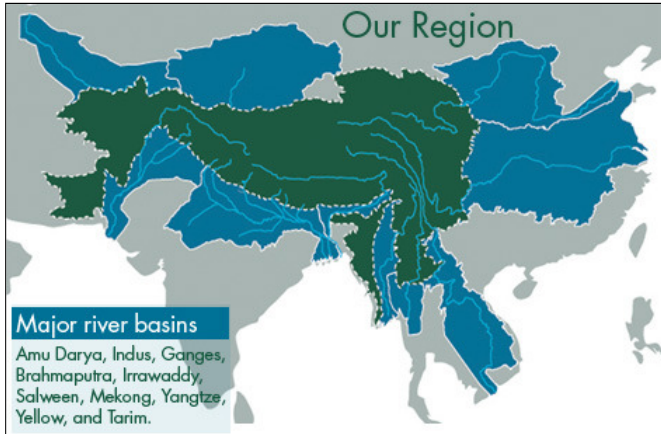 Our Region
Major river basins
Amu Darya, Indus, Ganges,
Brahmaputra, Irrawaddy,
Salween, Mekong, Yangtze,
Yellow, and Tarim.